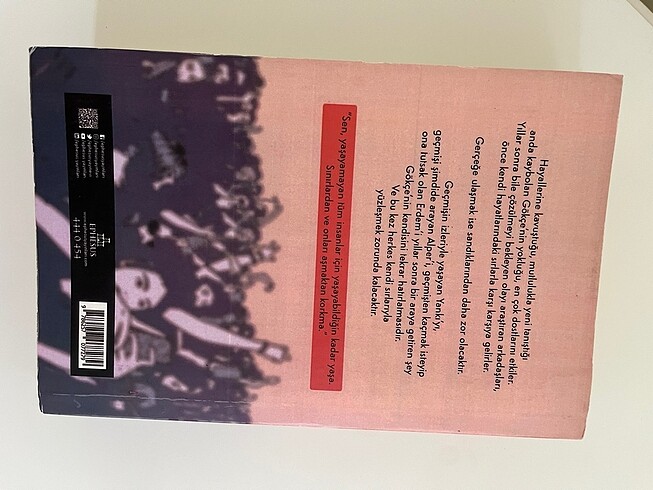 Hayallerine kavuştuğu, mutlulukla yeni tanıştığı
anda kaybolan Gökçe'nin yokluğu en çok dostlarını etkiler.
Yıllar sonra bile çözülmeyi bekleyen olayı araştıran arkadaşları,
önce kendi hayatlarındaki sırlarla karşı karşıya gelirler.
Gerçeğe ulaşmak ise sandıklarından daha zor olacaktır.
Geçmişin izleriyle yaşayan Yankı'yı,
geçmişi şimdide arayan Alper'i, geçmişten kaçmak isteyip
ona tutsak olan Erdem'i yıllar sonra bir araya getiren şey
Gökçe'nin kendisini tekrar hatırlatmasıdır.
Ve bu kez herkes kendi sırlarıyla
yüzleşmek zorunda kalacaktır.
"Sen, yaşayamayan tüm insanlar için yaşayabildiğin kadar yaşa.
Sınırlardan ve onları aşmaktan korkma."
EPHESUS
444 0 454